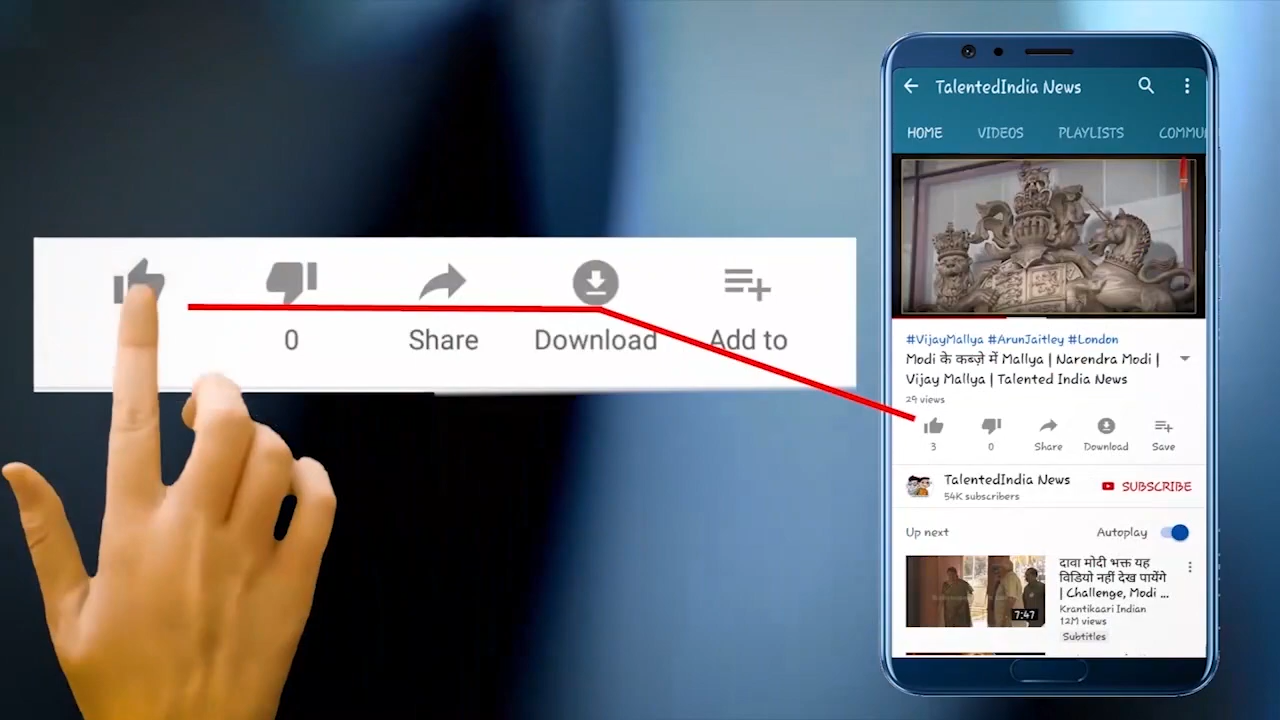 0
Share
Download
Add to
TalentedIndia News
HOME
VIDEOS
PLAYLISTS
COMMU
#VijayMallya #ArunJaitley #London
Modi के कब्ज़े में Mallya | Narendra Modi |
Vijay Mallya | Talented India News
29 views
3
0
Share
Download
Save
TalentedIndia News
54K subscribers
SUBSCRIBE
Up next
Autoplay
दावा मोदी भक्त यह
विडियो नहीं देख पायेंगे
| Challenge, Modi ...
Krantikaari Indian
12M views
Subtitles
7:47